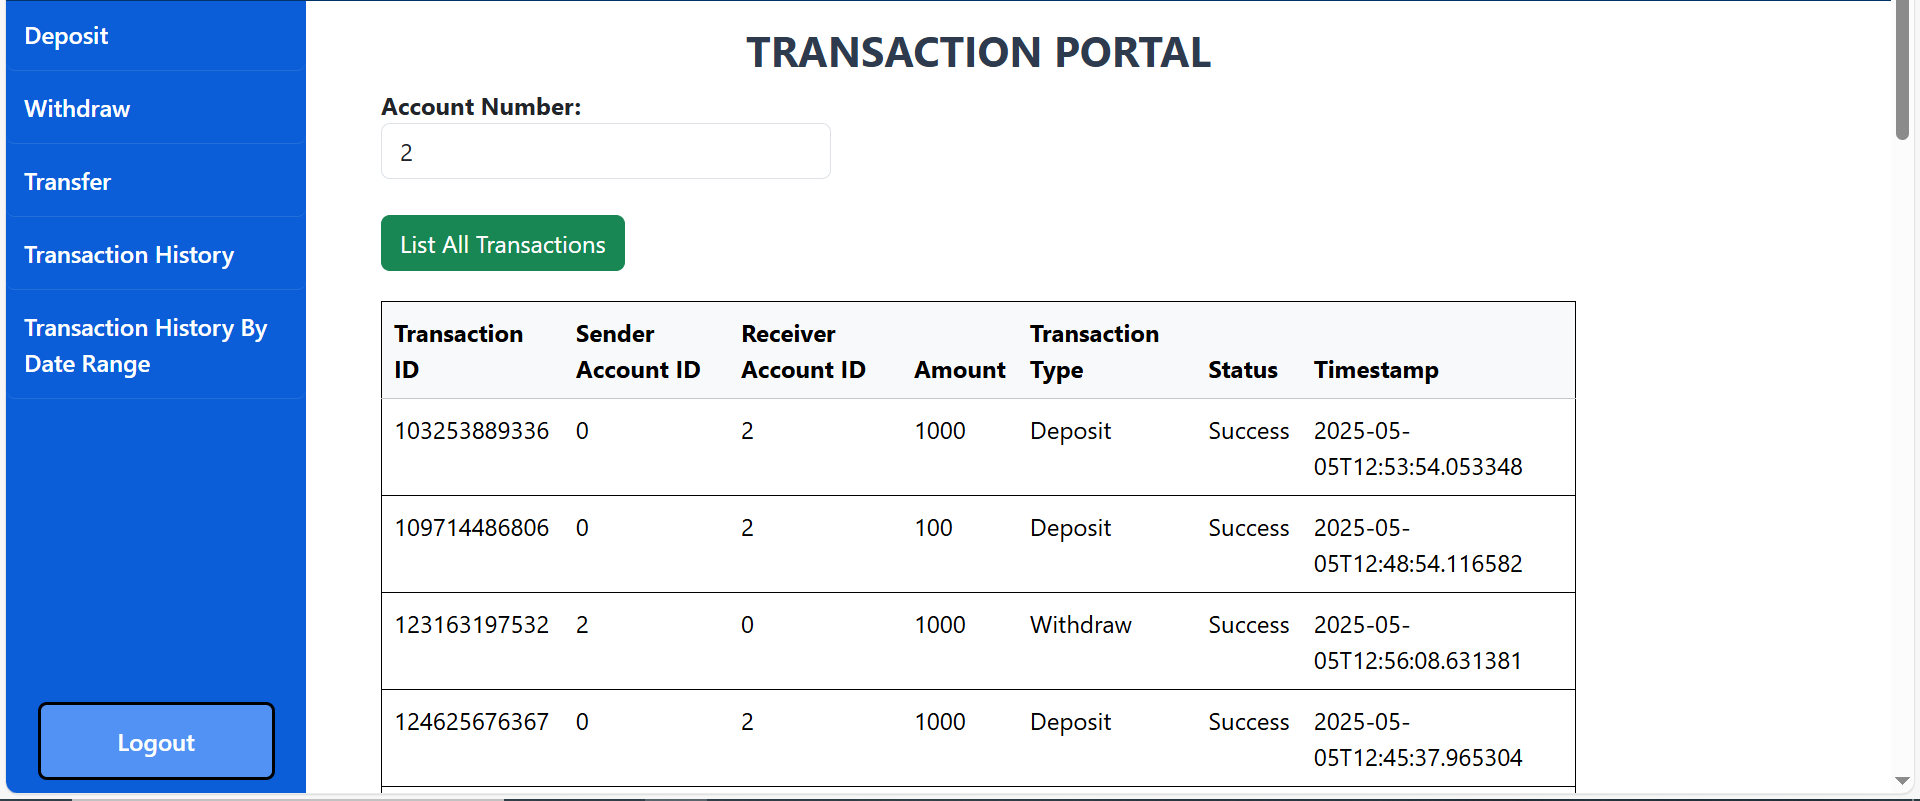 Deposit
Withdraw
Transfer
Transaction History
Transaction History By
Date Range
Logout
TRANSACTION PORTAL
Account Number:
2
List All Transactions
Transaction ID Sender Account ID Receiver Account ID Amount Transaction Type Status Timestamp
103253889336 0 2 1000 Deposit Success 2025-05-
05T12:53:54.053348
109714486806 0 2 100 Deposit Success 2025-05-
05T12:48:54.116582
123163197532 2 0 1000 Withdraw Success 2025-05-
05T12:56:08.631381
124625676367 0 2 1000 Deposit Success 2025-05-
05T12:45:37.965304